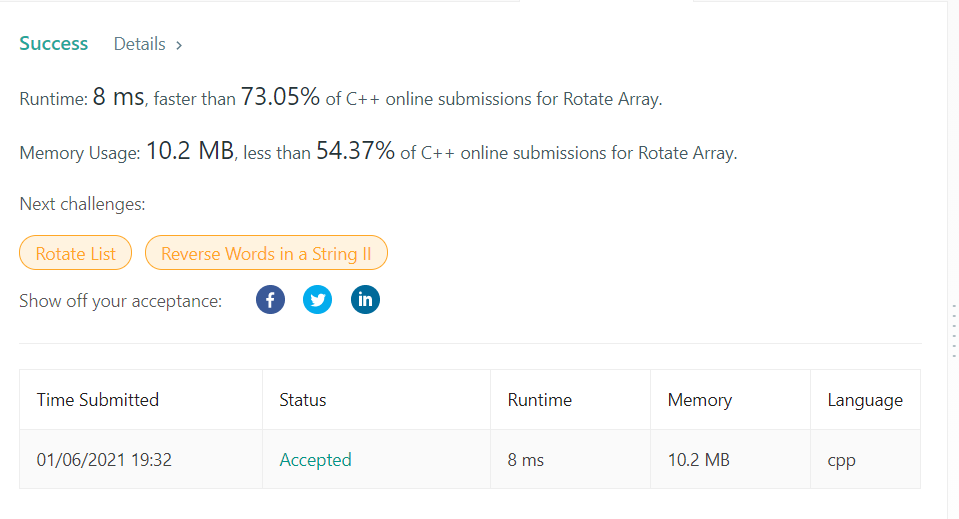 Success Details >
Runtime: 8 ms, faster than 73.05% of C++ online submissions for Rotate Array.
Memory Usage: 10.2 MB, less than 54.37% of C++ online submissions for Rotate Array.
Next challenges:
Rotate List Reverse Words in a String II
Show off your acceptance: f in
Time Submitted Status Runtime Memory Language
01/06/2021 19:32 Accepted 8 ms 10.2 MB cpp